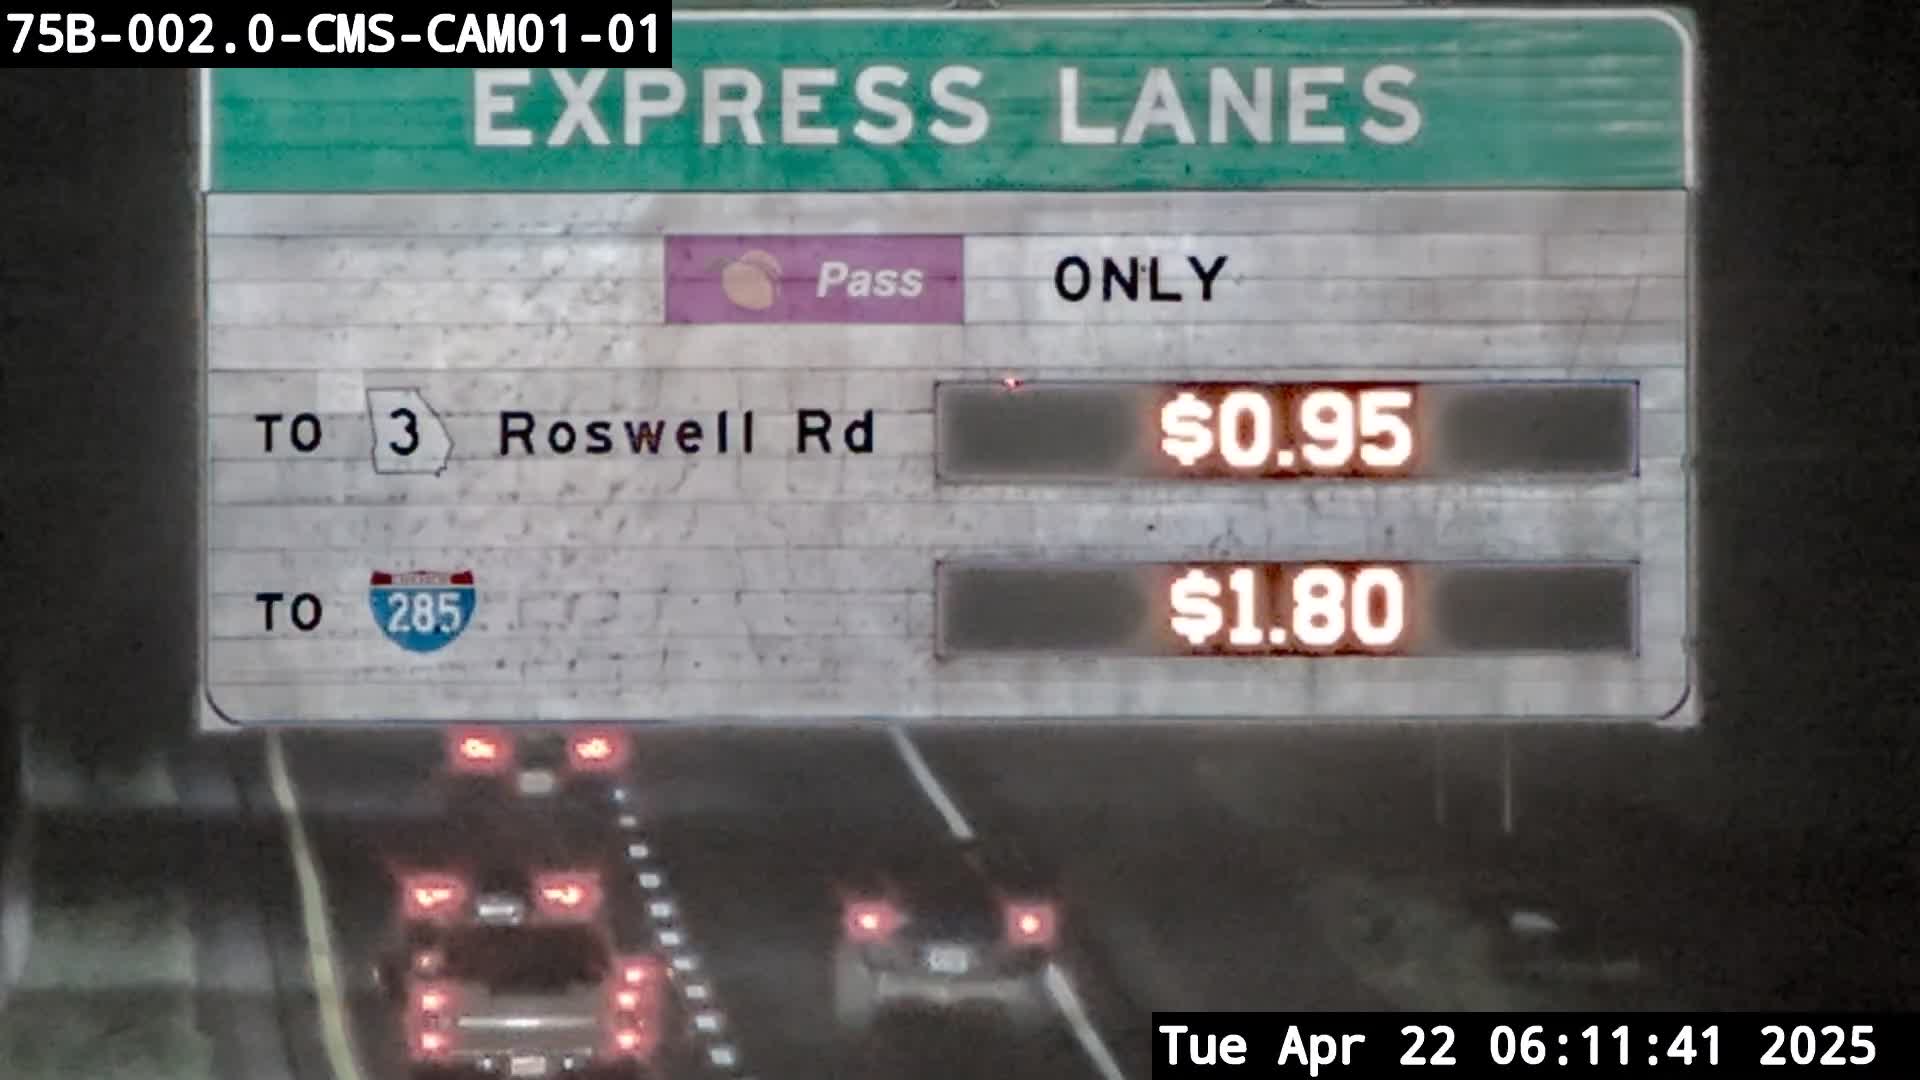 75B-002.0-CMS-CAM01-01
EXPRESS LANES
Pass ONLY
TO 3 Roswell Rd $0.95
TO 285 $1.80
Tue Apr 22 06:11:41 2025